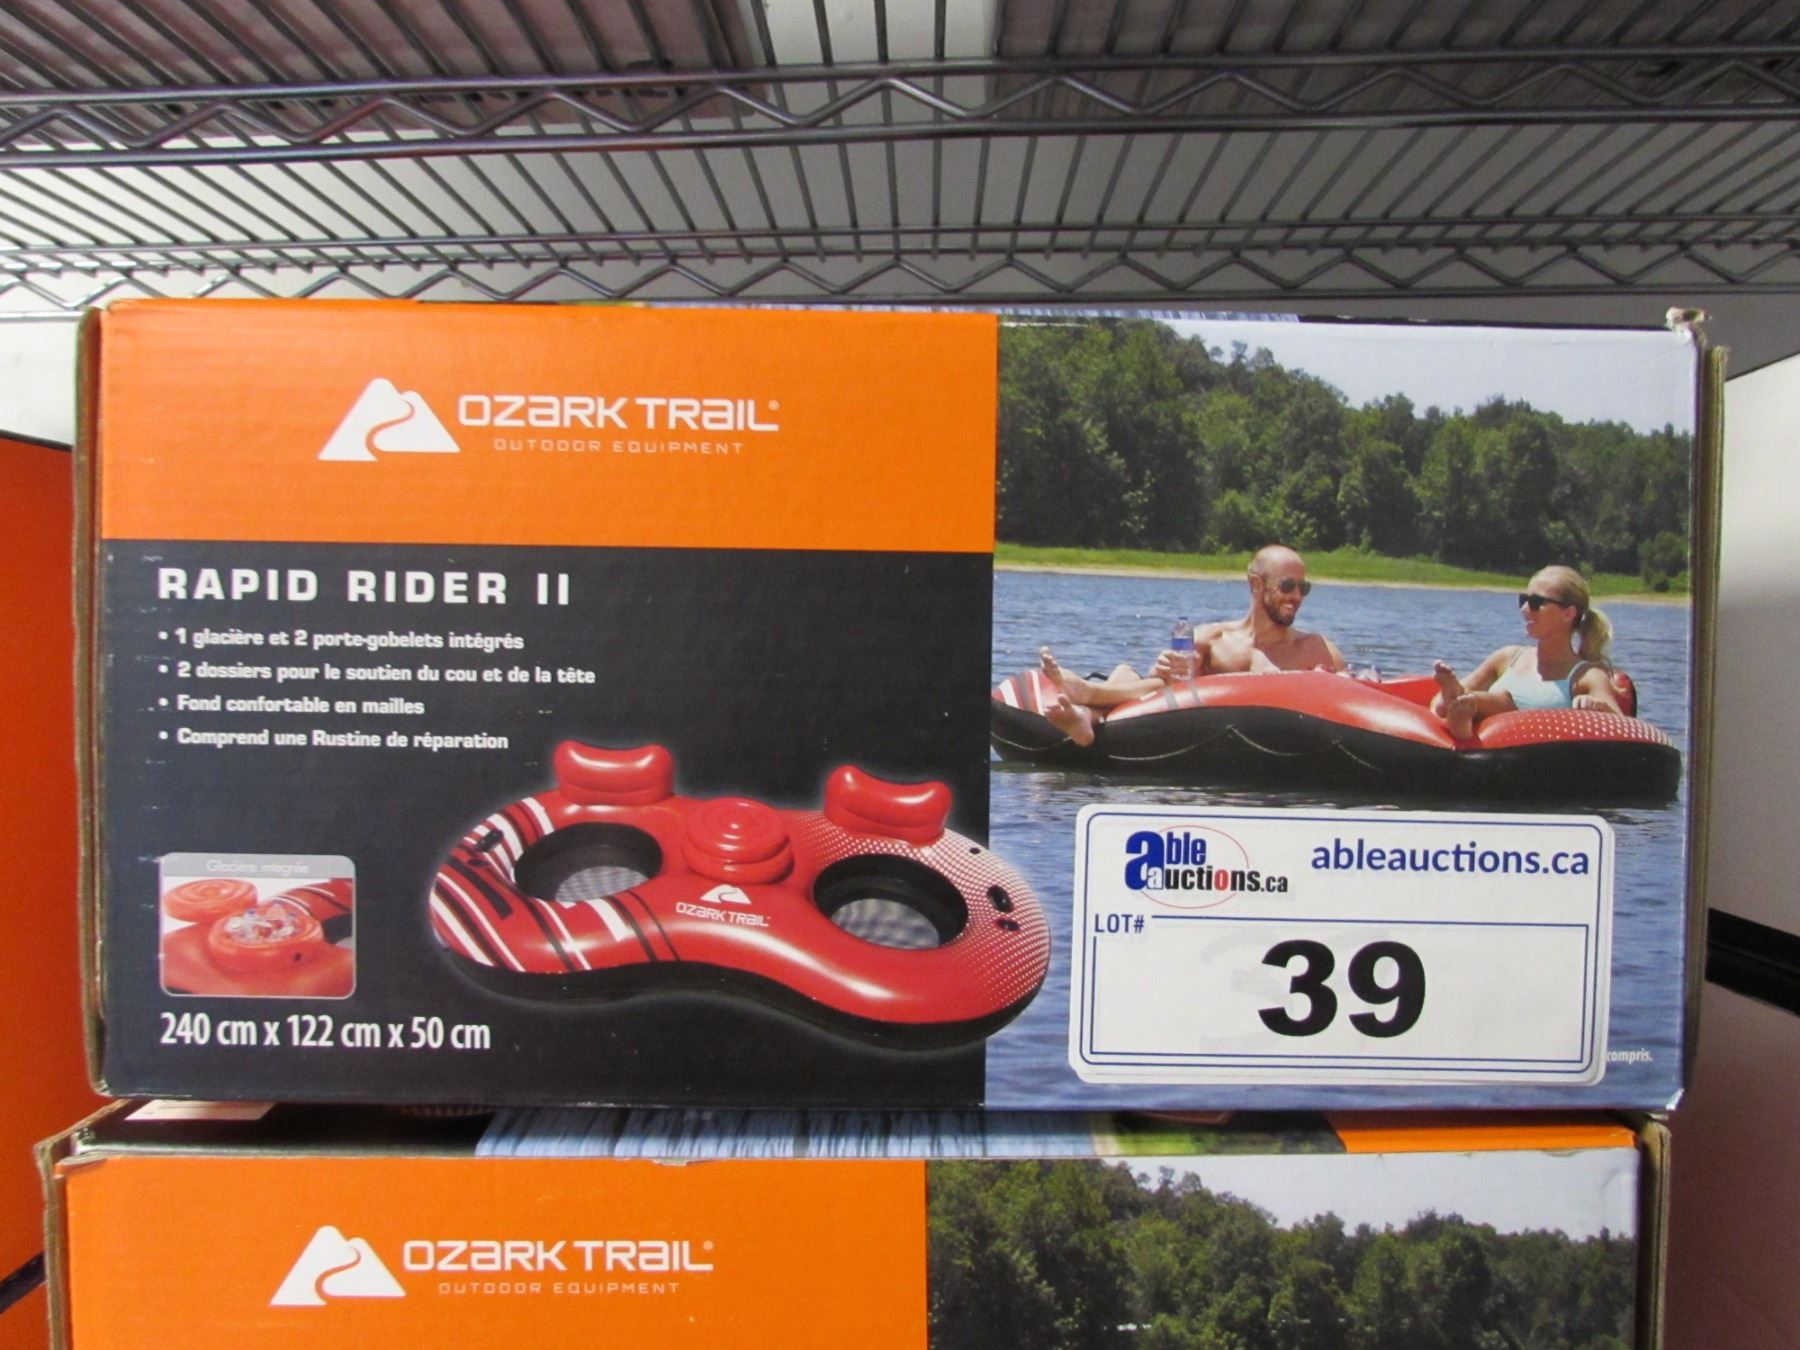 OZARK TRAIL®
OUTDOOR EQUIPMENT
RAPID RIDER II
• 1 glacière et 2 porte-gobelets intégrés
• 2 dossiers pour le soutien du cou et de la tête
• Fond confortable en mailles
• Comprend une Rustine de réparation
Glacière intégrée
OZARK TRAIL
240 cm x 122 cm x 50 cm
able auctions.ca
ableauctions.ca
LOT#
39
compris.
OZARK TRAIL®
OUTDOOR EQUIPMENT